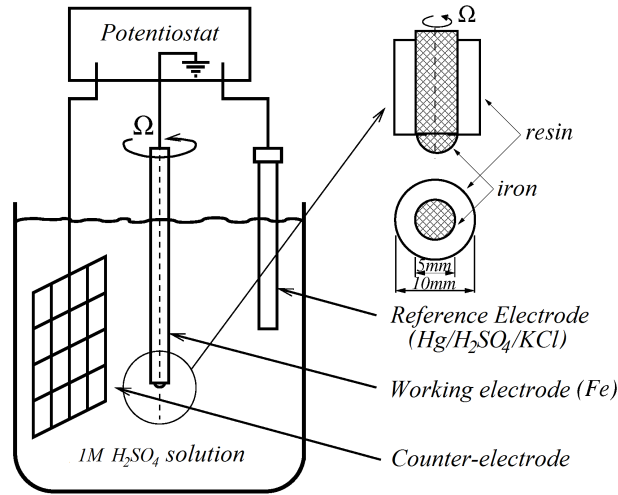 Potentiostat
Ω
Ω
resin
iron
5mm
10mm
Reference Electrode
(Hg/H₂SO₄/KCl)
Working electrode (Fe)
Counter-electrode
1M H₂SO₄ solution